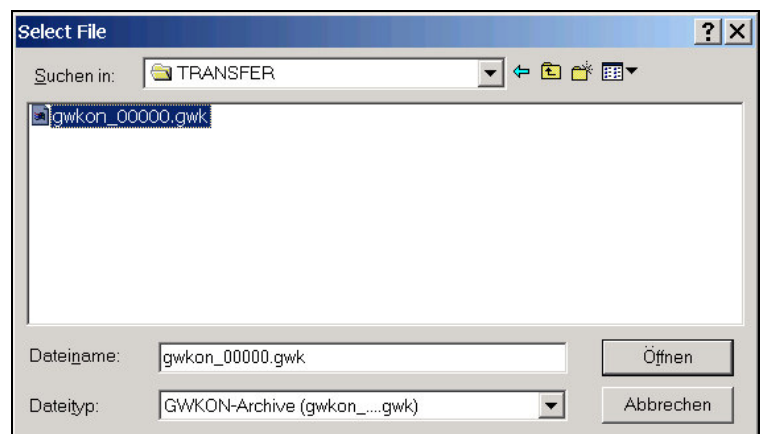 Select File
Suchen in: TRANSFER
gwkon_00000.gwk
Dateiname: gwkon_00000.gwk Öffnen
Dateityp: GWKON-Archive (gwkon_....gwk) Abbrechen